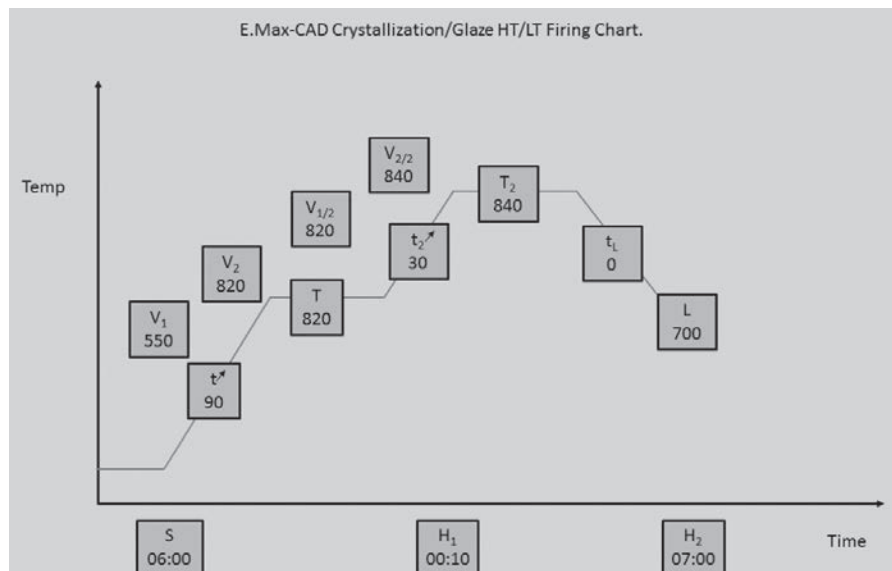 E.Max-CAD Crystallization/Glaze HT/LT Firing Chart.
Temp
V2/2
840
T2
840
V1/2
820
t2↗
30
tL
0
V2
820
T
820
V1
550
L
700
t↗
90
S
06:00
H1
00:10
H2
07:00
Time